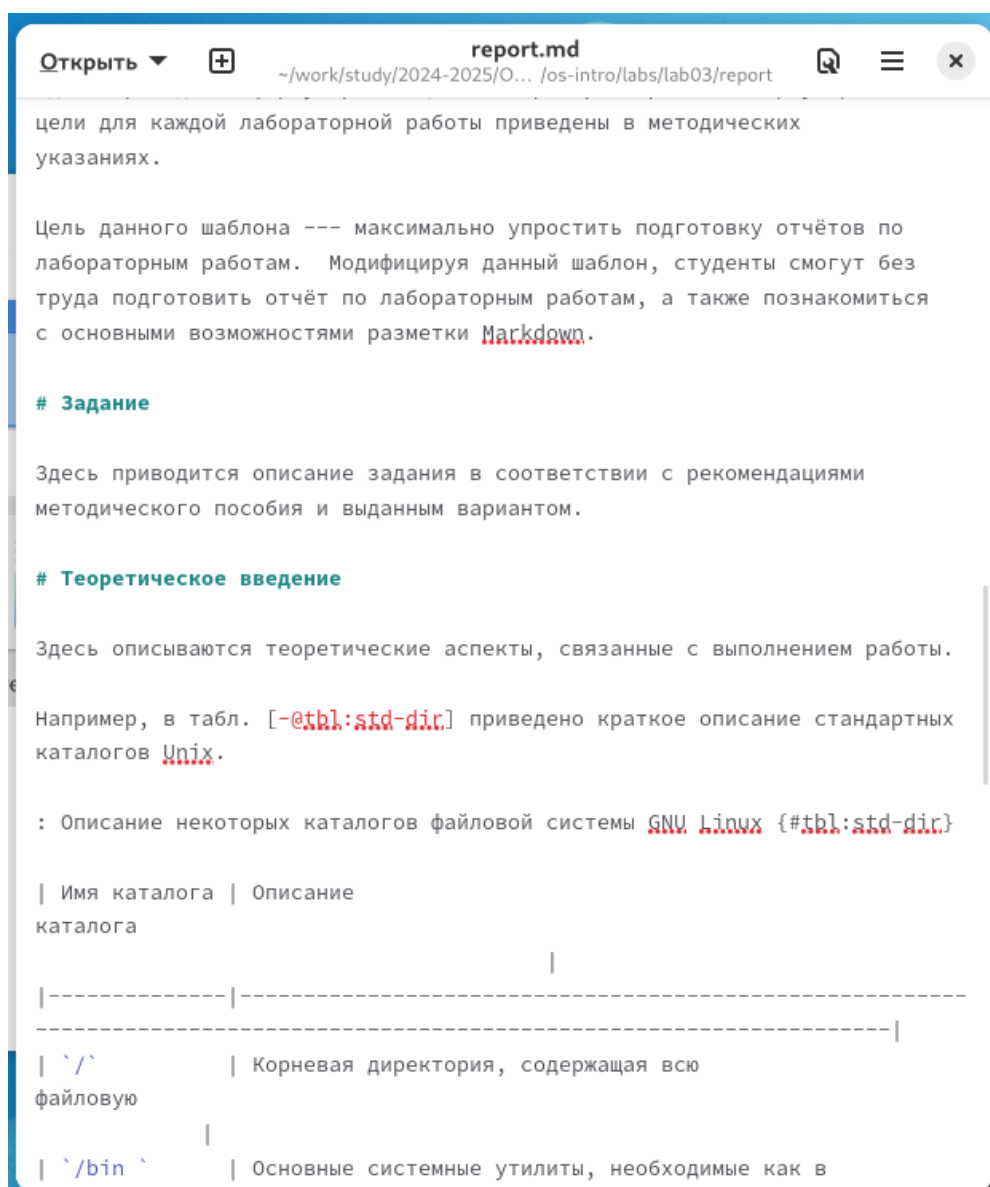 Открыть
report.md
~/work/study/2024-2025/О... /os-intro/labs/lab03/report
цели для каждой лабораторной работы приведены в методических
указаниях.
Цель данного шаблона --- максимально упростить подготовку отчётов по
лабораторным работам.  Модифицируя данный шаблон, студенты смогут без
труда подготовить отчёт по лабораторным работам, а также познакомиться
с основными возможностями разметки Markdown.
# Задание
Здесь приводится описание задания в соответствии с рекомендациями
методического пособия и выданным вариантом.
# Теоретическое введение
Здесь описываются теоретические аспекты, связанные с выполнением работы.
Например, в табл. [-@tbl:std-dir] приведено краткое описание стандартных
каталогов Unix.
: Описание некоторых каталогов файловой системы GNU Linux {#tbl:std-dir}
| Имя каталога | Описание
каталога
|
|--------------|---------------------------------------------------------
-------------------------------------------------------------------|
| `/`          | Корневая директория, содержащая всю
файловую
|
| `/bin `      | Основные системные утилиты, необходимые как в